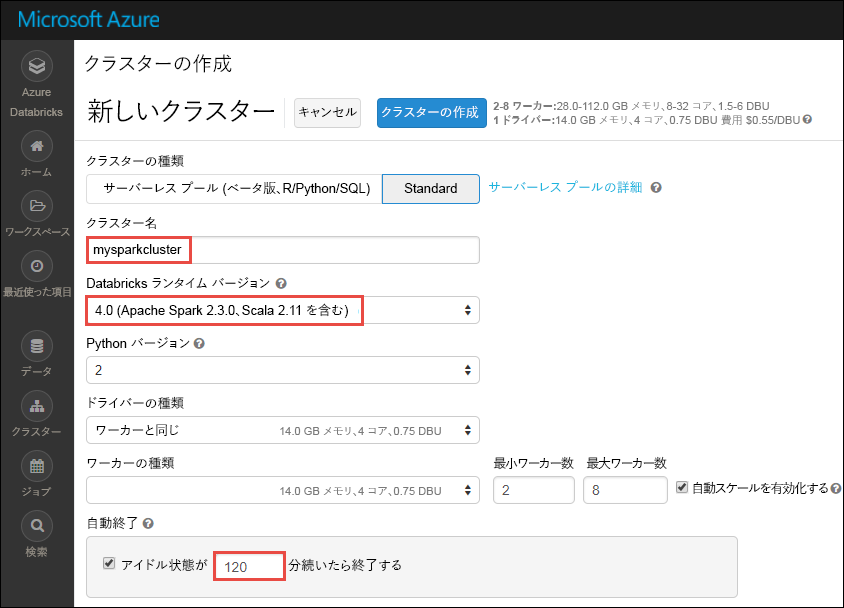 Microsoft Azure
Azure
Databricks
ホーム
ワークスペース
最近使った項目
データ
クラスター
ジョブ
検索
クラスターの作成
新しいクラスター
キャンセル
クラスターの作成
2-8 ワーカー:28.0-112.0 GB メモリ、8-32 コア、1.5-6 DBU
1 ドライバー:14.0 GB メモリ、4 コア、0.75 DBU 費用 $0.55/DBU
クラスターの種類
サーバーレス プール (ベータ版、R/Python/SQL)
Standard
サーバーレス プールの詳細
クラスター名
mysparkcluster
Databricks ランタイム バージョン
4.0 (Apache Spark 2.3.0、Scala 2.11 を含む)
Python バージョン
2
ドライバーの種類
ワーカーと同じ 14.0 GB メモリ、4 コア、0.75 DBU
ワーカーの種類 最小ワーカー数 最大ワーカー数
14.0 GB メモリ、4 コア、0.75 DBU 2 8 自動スケールを有効化する
自動終了
アイドル状態が 120 分続いたら終了する